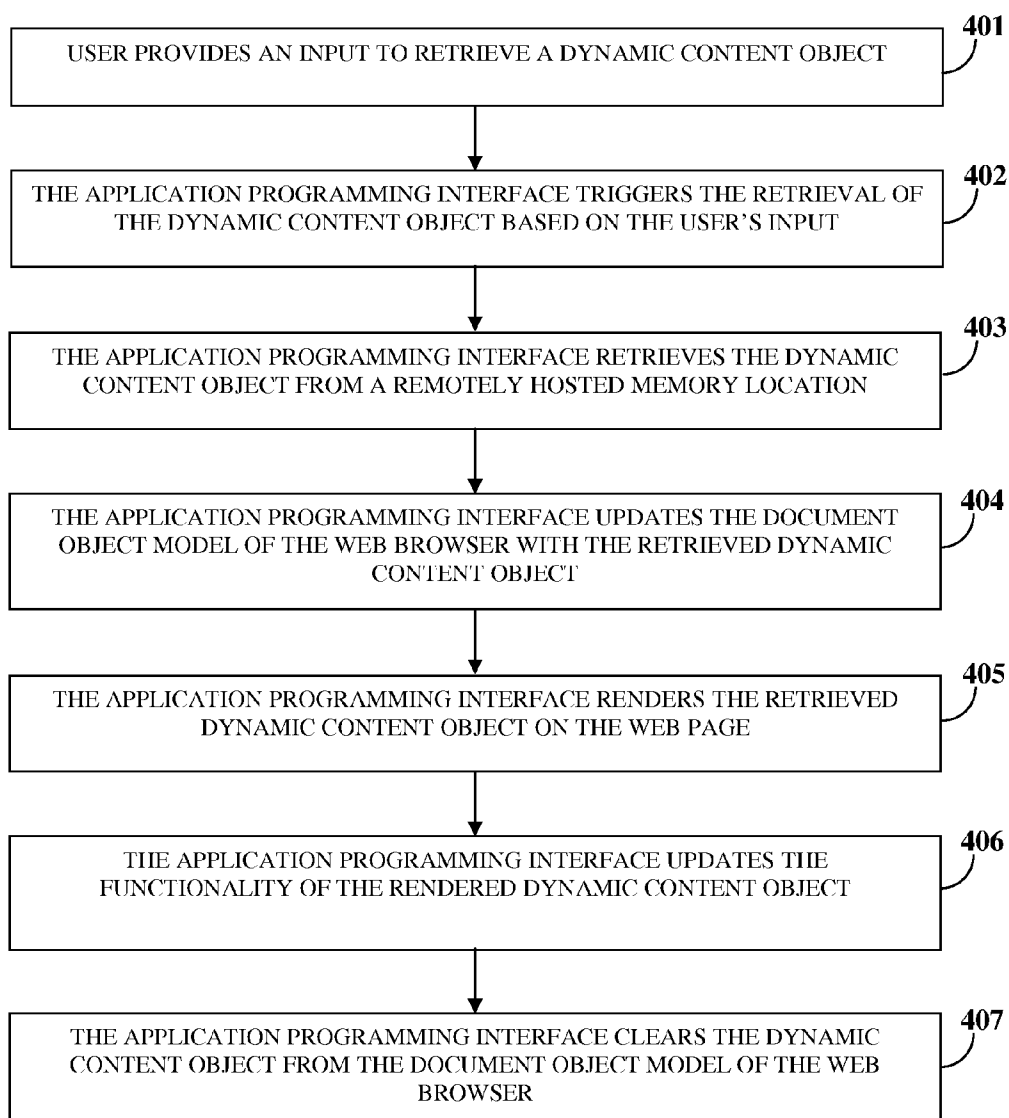 401
USER PROVIDES AN INPUT TO RETRIEVE A DYNAMIC CONTENT OBJECT
402
THE APPLICATION PROGRAMMING INTERFACE TRIGGERS THE RETRIEVAL OF
THE DYNAMIC CONTENT OBJECT BASED ON THE USER'S INPUT
403
THE APPLICATION PROGRAMMING INTERFACE RETRIEVES THE DYNAMIC
CONTENT OBJECT FROM A REMOTELY HOSTED MEMORY LOCATION
404
THE APPLICATION PROGRAMMING INTERFACE UPDATES THE DOCUMENT
OBJECT MODEL OF THE WEB BROWSER WITH THE RETRIEVED DYNAMIC
CONTENT OBJECT
405
THE APPLICATION PROGRAMMING INTERFACE RENDERS THE RETRIEVED
DYNAMIC CONTENT OBJECT ON THE WEB PAGE
406
THE APPLICATION PROGRAMMING INTERFACE UPDATES THE
FUNCTIONALITY OF THE RENDERED DYNAMIC CONTENT OBJECT
407
THE APPLICATION PROGRAMMING INTERFACE CLEARS THE DYNAMIC
CONTENT OBJECT FROM THE DOCUMENT OBJECT MODEL OF THE WEB
BROWSER